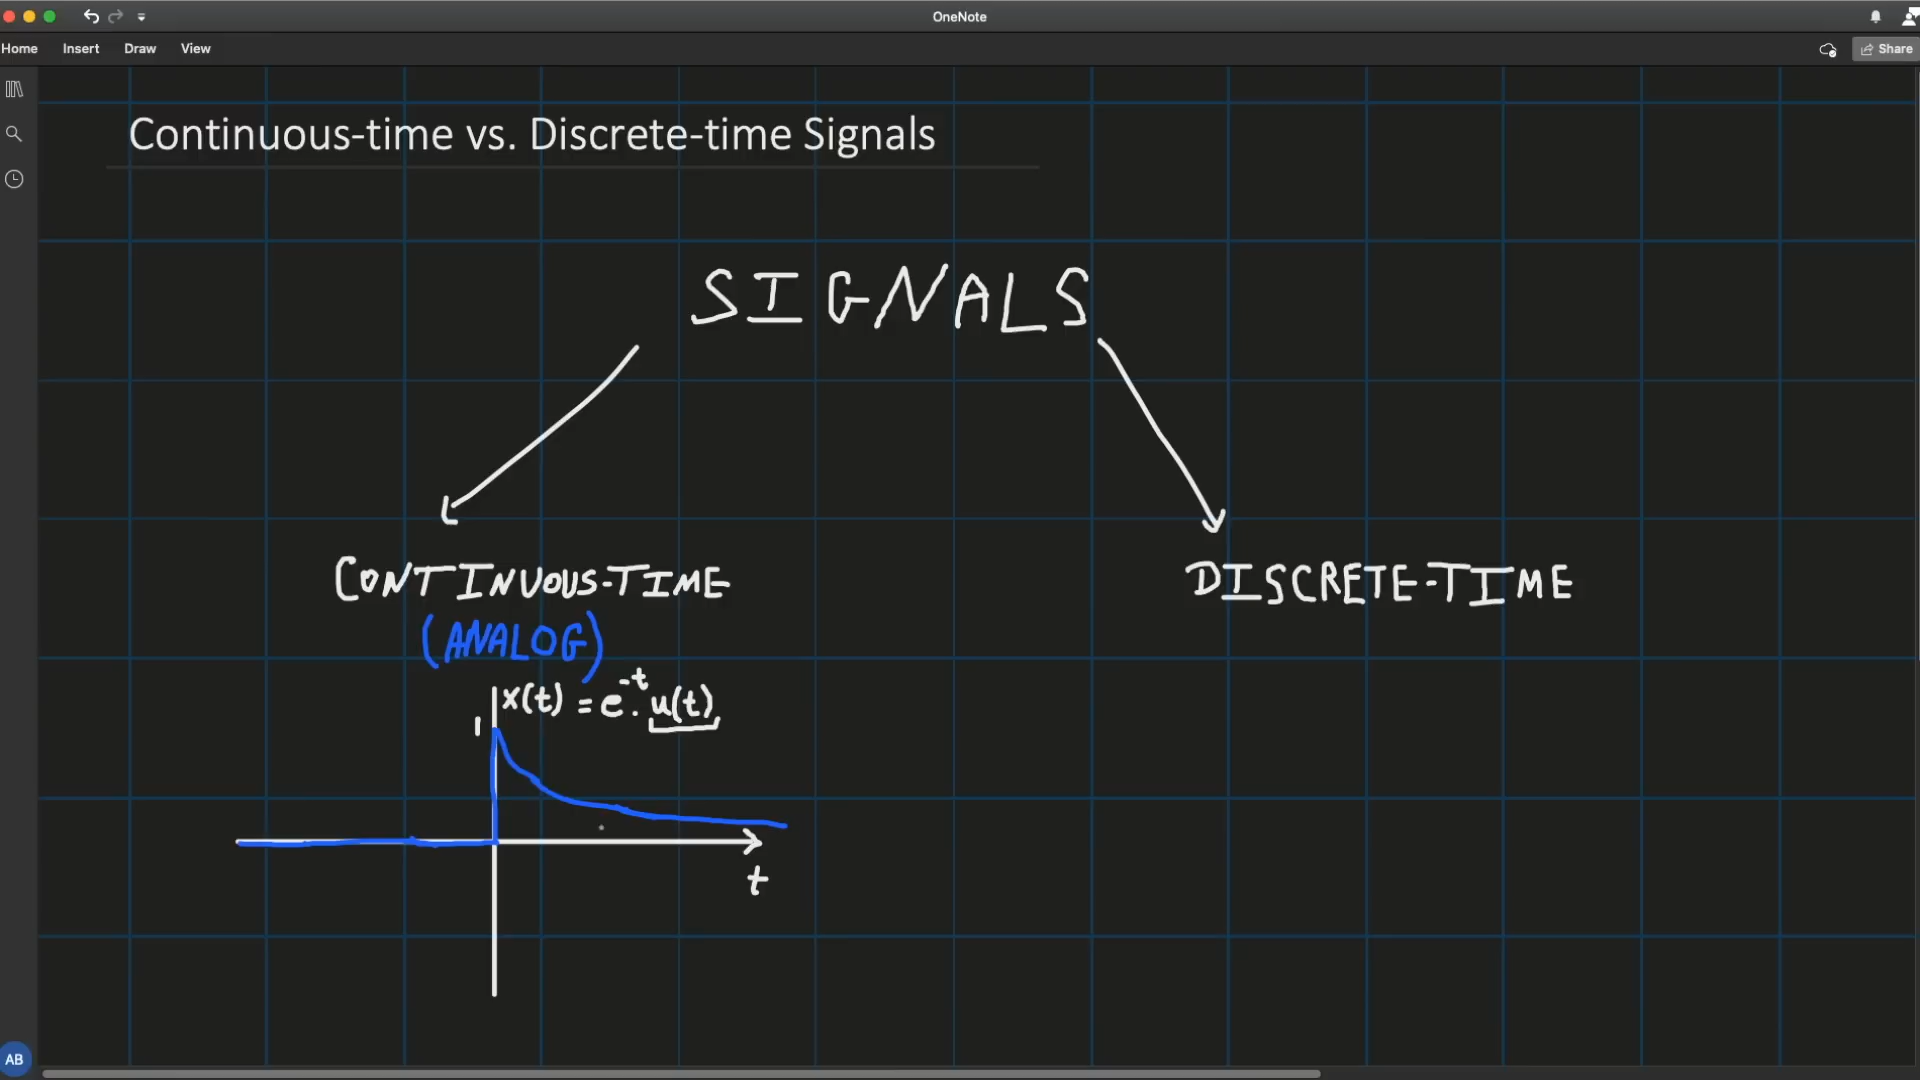 OneNote
Home Insert Draw View Share
Continuous-time vs. Discrete-time Signals
SIGNALS
CONTINUOUS-TIME DISCRETE-TIME
(ANALOG)
x(t) = e^-t · u(t)
1
t
AB